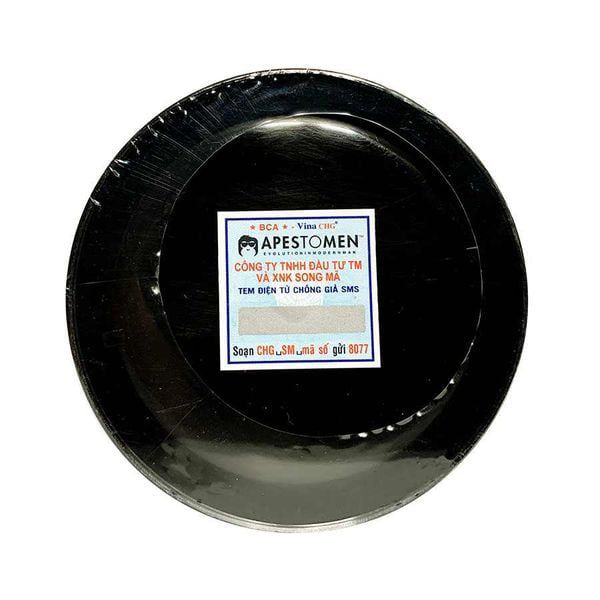 ★ BCA ★ - Vina CHG®
APESTOMEN™
EVOLUTIONINMODERNMAN
CÔNG TY TNHH ĐẦU TƯ TM
VÀ XNK SONG MÃ
TEM ĐIỆN TỬ CHỐNG GIẢ SMS
Soạn CHG␣SM␣mã số gửi 8077